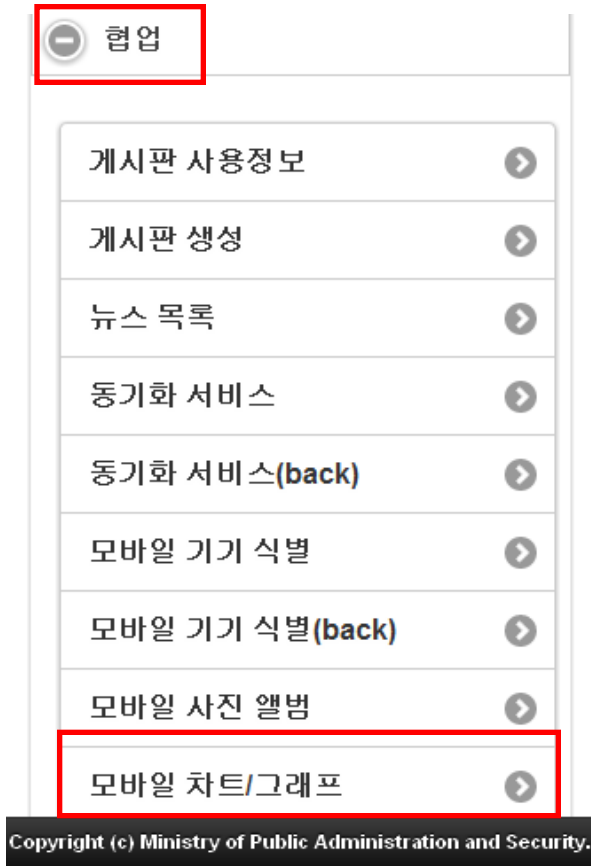 협업
게시판 사용정보
게시판 생성
뉴스 목록
동기화 서비스
동기화 서비스(back)
모바일 기기 식별
모바일 기기 식별(back)
모바일 사진 앨범
모바일 차트/그래프
Copyright (c) Ministry of Public Administration and Security.